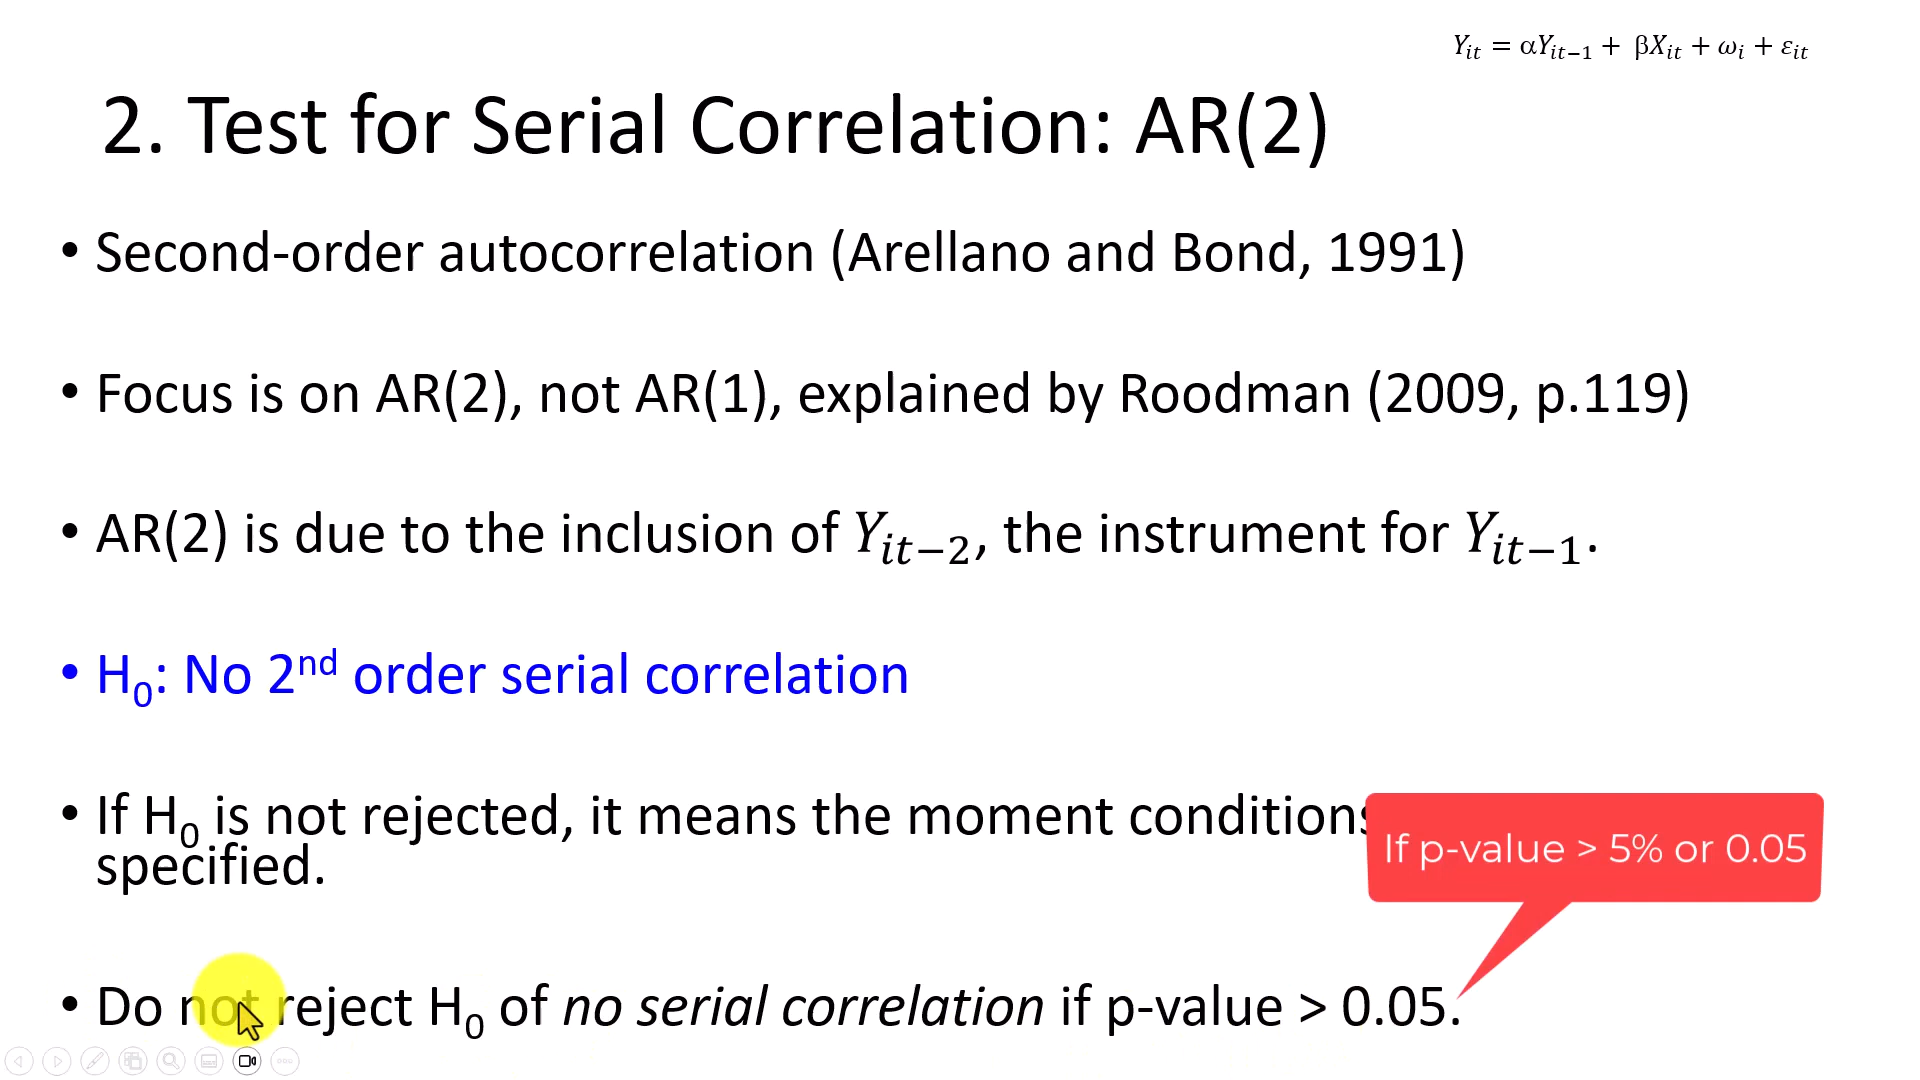 Yᵢₜ = αYᵢₜ₋₁ + βXᵢₜ + ωᵢ + εᵢₜ
2. Test for Serial Correlation: AR(2)
• Second-order autocorrelation (Arellano and Bond, 1991)
• Focus is on AR(2), not AR(1), explained by Roodman (2009, p.119)
• AR(2) is due to the inclusion of Yᵢₜ₋₂, the instrument for Yᵢₜ₋₁.
• H₀: No 2ⁿᵈ order serial correlation
• If H₀ is not rejected, it means the moment conditions
specified.
If p-value > 5% or 0.05
• Do not reject H₀ of no serial correlation if p-value > 0.05.